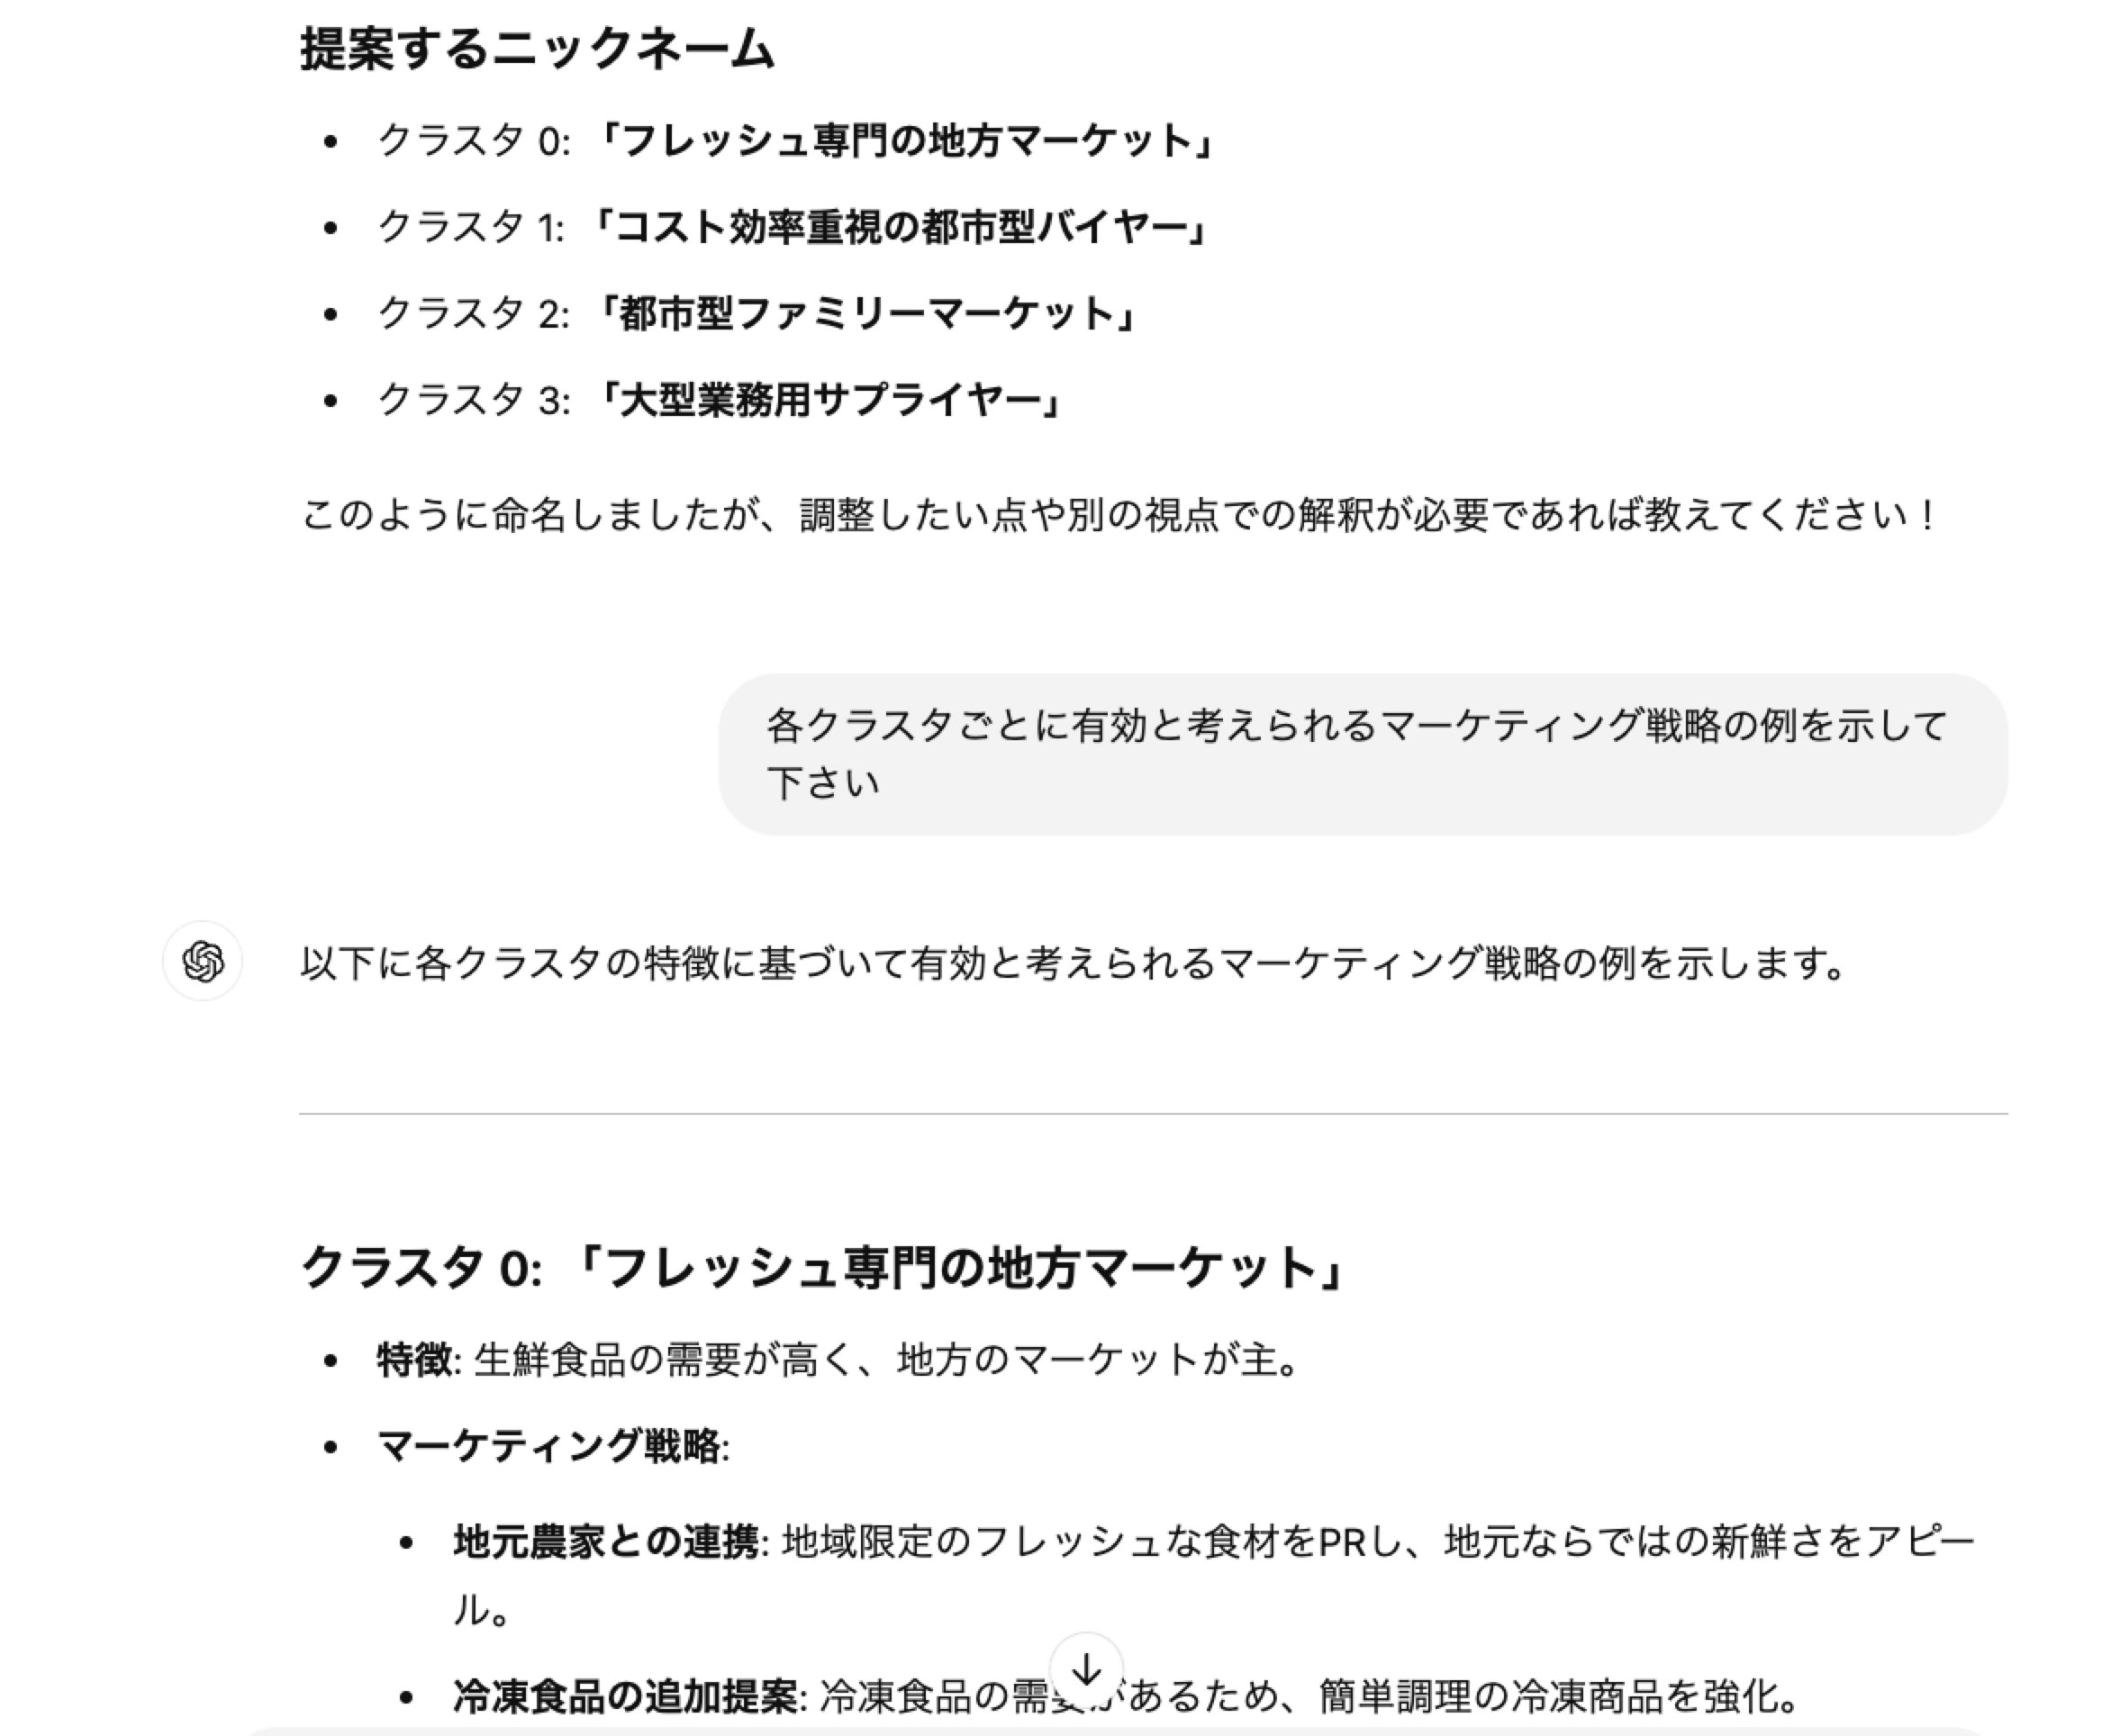 提案するニックネーム
• クラスタ 0: 「フレッシュ専門の地方マーケット」
• クラスタ 1: 「コスト効率重視の都市型バイヤー」
• クラスタ 2: 「都市型ファミリーマーケット」
• クラスタ 3: 「大型業務用サプライヤー」
このように命名しましたが、調整したい点や別の視点での解釈が必要であれば教えてください！
各クラスタごとに有効と考えられるマーケティング戦略の例を示して
下さい
以下に各クラスタの特徴に基づいて有効と考えられるマーケティング戦略の例を示します。
クラスタ 0: 「フレッシュ専門の地方マーケット」
• 特徴: 生鮮食品の需要が高く、地方のマーケットが主。
• マーケティング戦略:
• 地元農家との連携: 地域限定のフレッシュな食材をPRし、地元ならではの新鮮さをアピー
ル。
• 冷凍食品の追加提案: 冷凍食品の需要があるため、簡単調理の冷凍商品を強化。